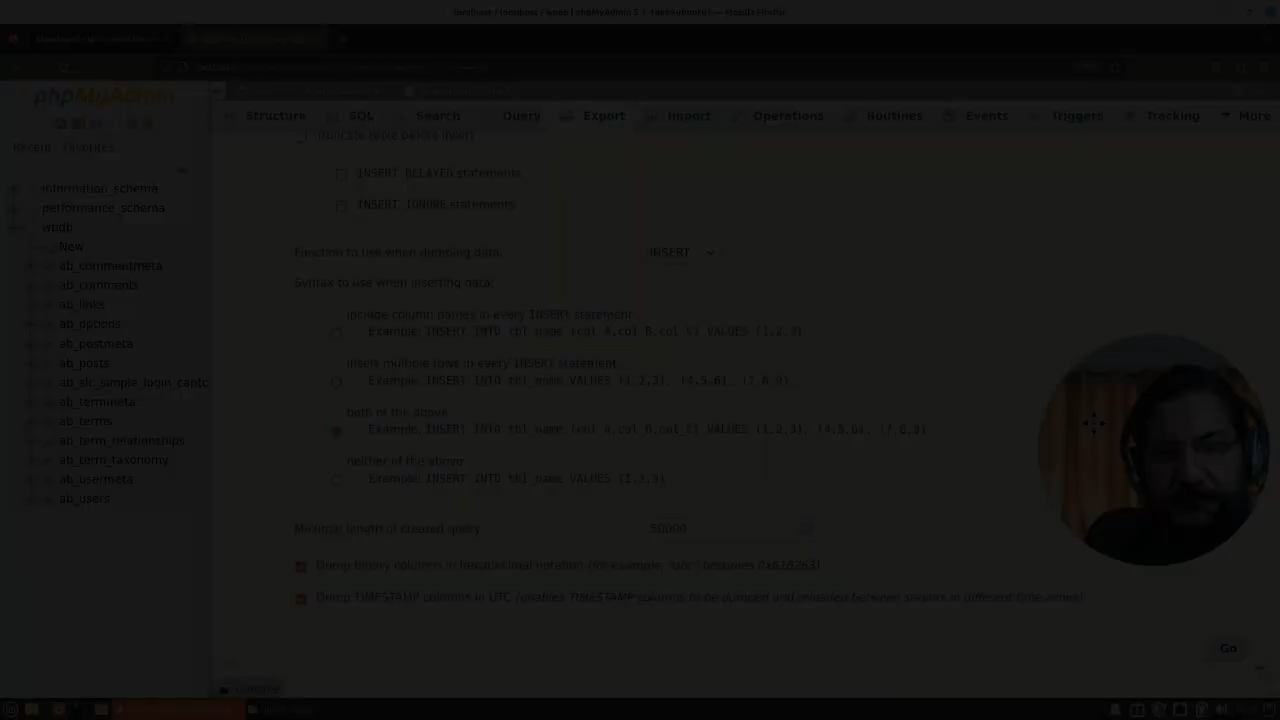 phpMyAdmin
Recent Favorites
information_schema
performance_schema
wpdb
New
ab_commentmeta
ab_comments
ab_links
ab_options
ab_postmeta
ab_posts
ab_slc_simple_login_captc
ab_termmeta
ab_terms
ab_term_relationships
ab_term_taxonomy
ab_usermeta
ab_users
Structure SQL Search Query Export Import Operations Routines Events Triggers Tracking More
Truncate table before insert
INSERT DELAYED statements
INSERT IGNORE statements
Function to use when dumping data: INSERT
Syntax to use when inserting data:
include column names in every INSERT statement
Example: INSERT INTO tbl_name (col_A,col_B,col_C) VALUES (1,2,3)
insert multiple rows in every INSERT statement
Example: INSERT INTO tbl_name VALUES (1,2,3), (4,5,6), (7,8,9)
both of the above
Example: INSERT INTO tbl_name (col_A,col_B,col_C) VALUES (1,2,3), (4,5,6), (7,8,9)
neither of the above
Example: INSERT INTO tbl_name VALUES (1,2,3)
Maximal length of created query 50000
Dump binary columns in hexadecimal notation (for example, "abc" becomes 0x616263)
Dump TIMESTAMP columns in UTC (enables TIMESTAMP columns to be dumped and reloaded between servers in different time zones)
Go
Console